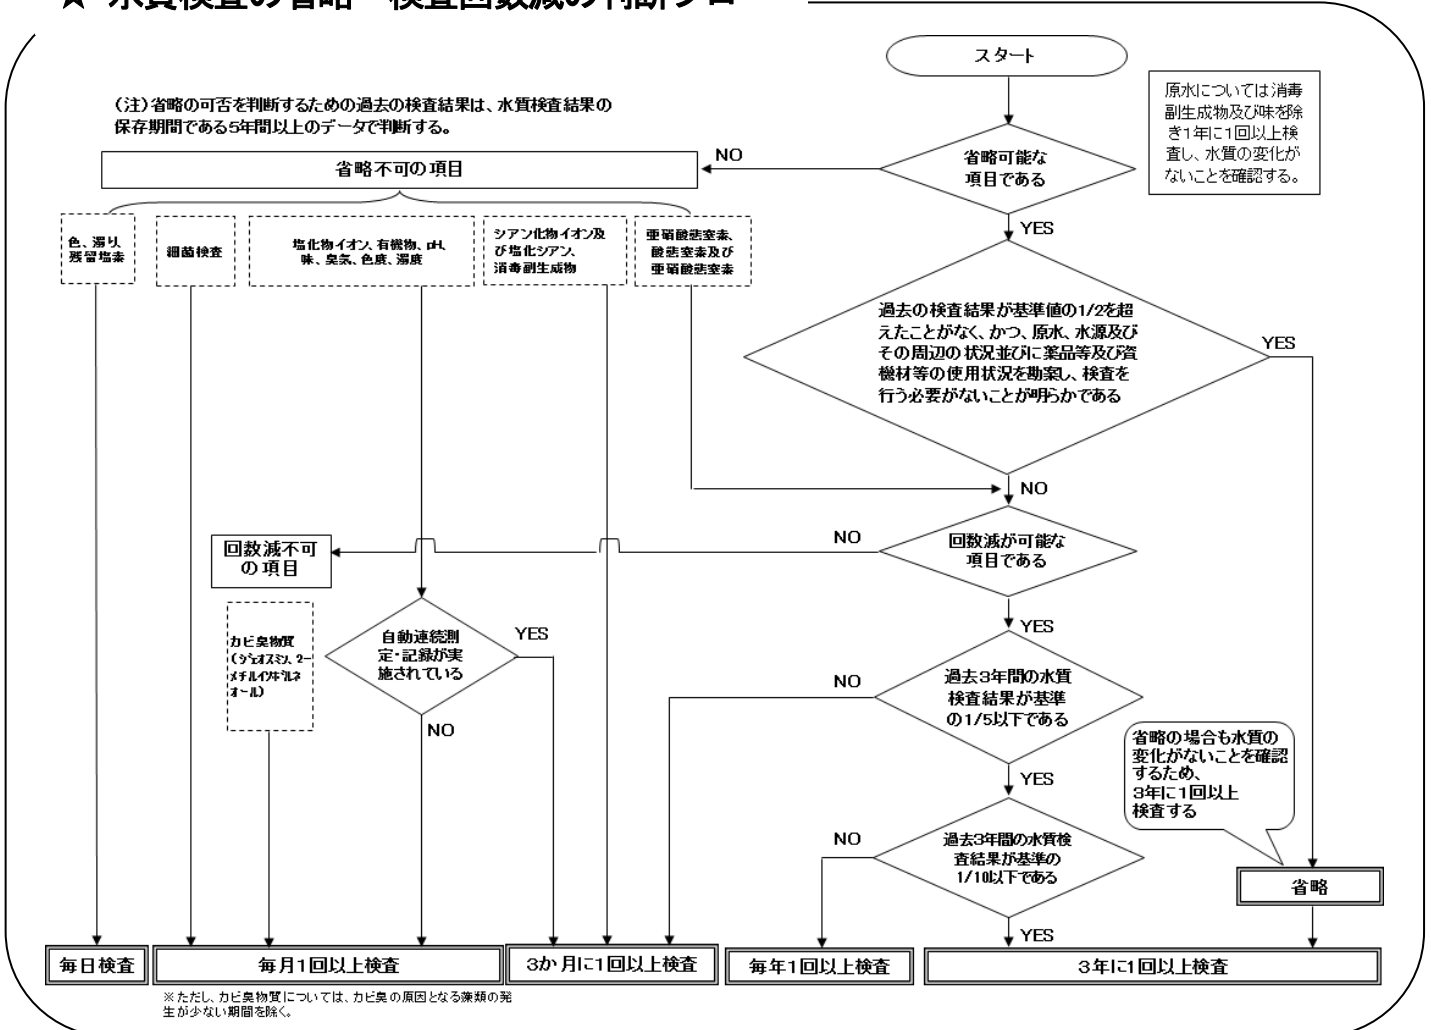 ★ 水質検査の省略・検査回数減の判断フロー
スタート
原水については消毒
副生成物及び味を除
き1年に1回以上検
査し、水質の変化が
ないことを確認する。
(注)省略の可否を判断するための過去の検査結果は、水質検査結果の
保存期間である5年間以上のデータで判断する。
省略可能な
項目である
NO
YES
省略不可の項目
色、濁り、
残留塩素
細菌検査
塩化物イオン、有機物、pH、
味、臭気、色度、濁度
シアン化物イオン及
び塩化シアン、
消毒副生成物
亜硝酸態窒素、
酸態窒素及び
亜硝酸態窒素
過去の検査結果が基準値の1/2を超
えたことがなく、かつ、原水、水源及び
その周辺の状況並びに薬品等及び資
機材等の使用状況を勘案し、検査を
行う必要がないことが明らかである
YES
NO
回数減が可能な
項目である
NO
YES
回数減不可
の項目
カビ臭物質
(ジェオスミン、2-
メチルイソボルネ
オール)
自動連続測
定・記録が実
施されている
YES
NO
過去3年間の水質
検査結果が基準
の1/5以下である
NO
YES
過去3年間の水質検
査結果が基準の
1/10以下である
NO
YES
省略の場合も水質の
変化がないことを確認
するため、
3年に1回以上
検査する
省略
毎日検査
毎月1回以上検査
3か月に1回以上検査
毎年1回以上検査
3年に1回以上検査
※ただし、カビ臭物質については、カビ臭の原因となる藻類の発
生が少ない期間を除く。